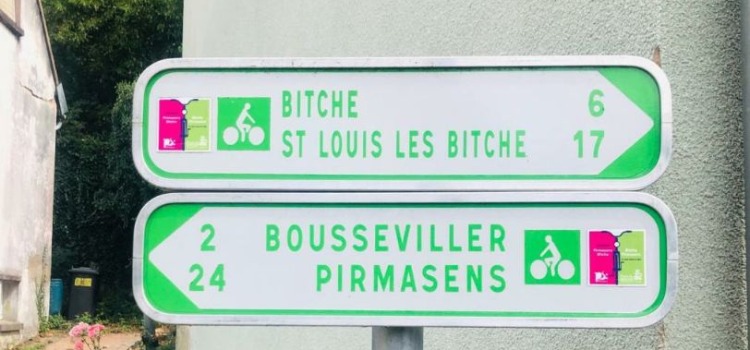 BITCHE 6
ST LOUIS LES BITCHE 17
2 BOUSSEVILLER
24 PIRMASENS